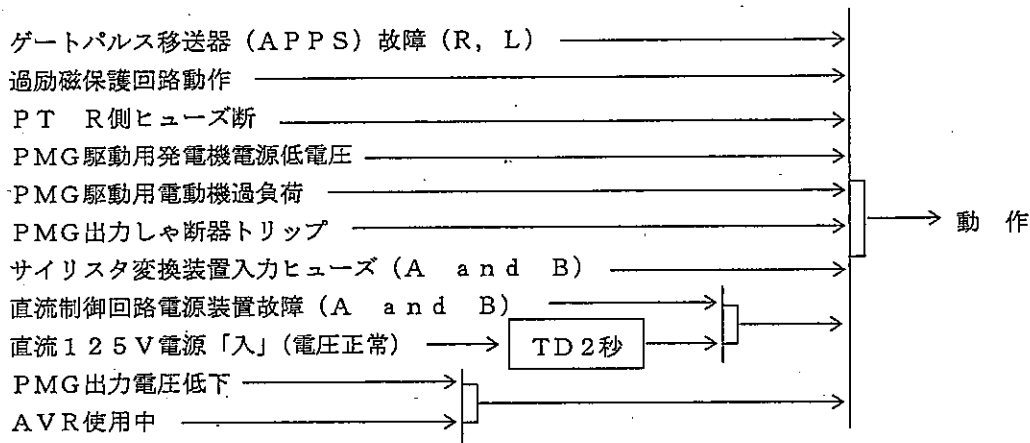 ゲートパルス移送器（ＡＰＰＳ）故障（Ｒ，Ｌ）
過励磁保護回路動作
ＰＴ　Ｒ側ヒューズ断
ＰＭＧ駆動用発電機電源低電圧
ＰＭＧ駆動用電動機過負荷
ＰＭＧ出力しゃ断器トリップ
動　作
サイリスタ変換装置入力ヒューズ（Ａ　ａｎｄ　Ｂ）
直流制御回路電源装置故障（Ａ　ａｎｄ　Ｂ）
直流１２５Ｖ電源「入」（電圧正常）
ＴＤ２秒
ＰＭＧ出力電圧低下
ＡＶＲ使用中